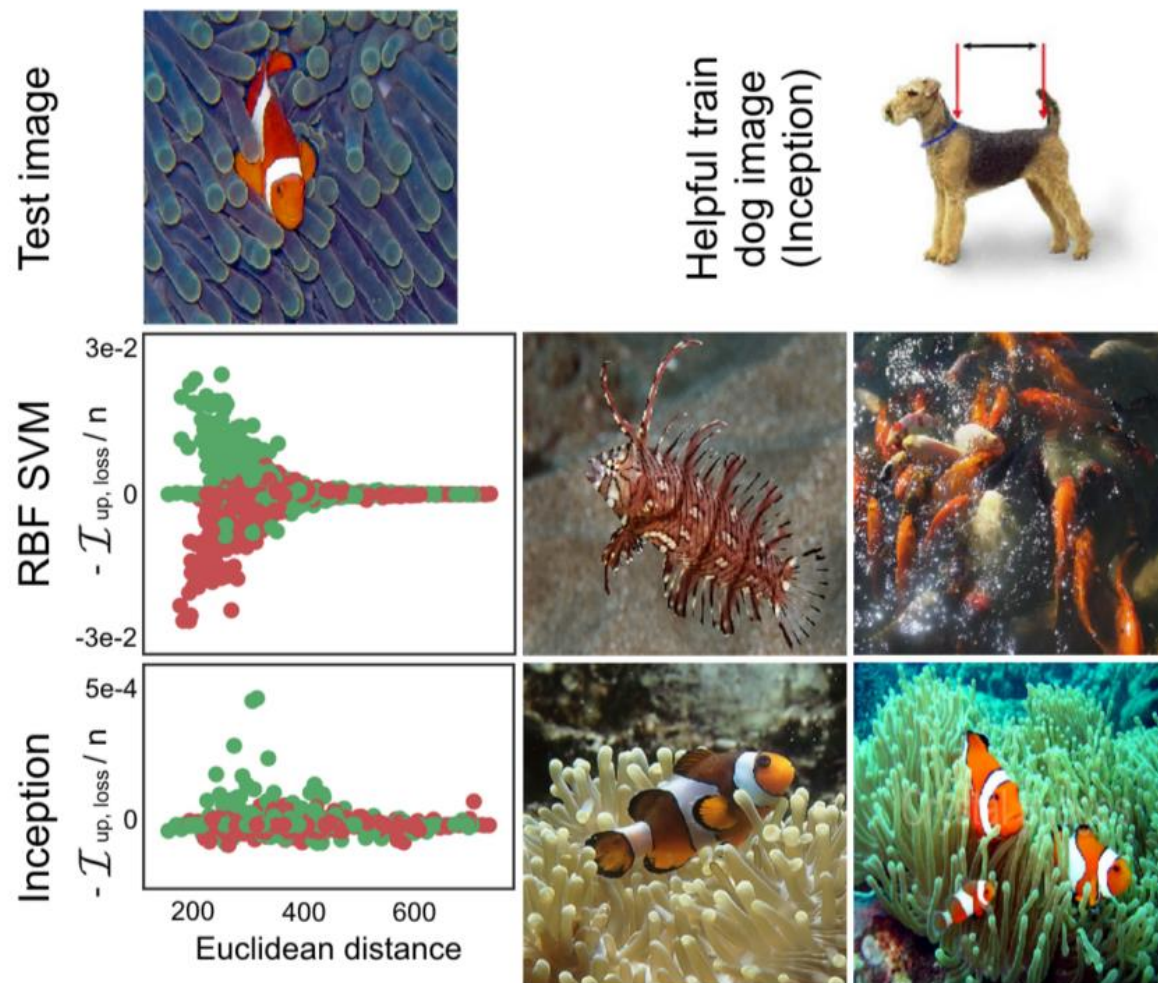 Test image
Helpful train
dog image
(Inception)
RBF SVM
- 𝓘 up, loss / n
3e-2
0
-3e-2
Inception
- 𝓘 up, loss / n
5e-4
0
200 400 600
Euclidean distance